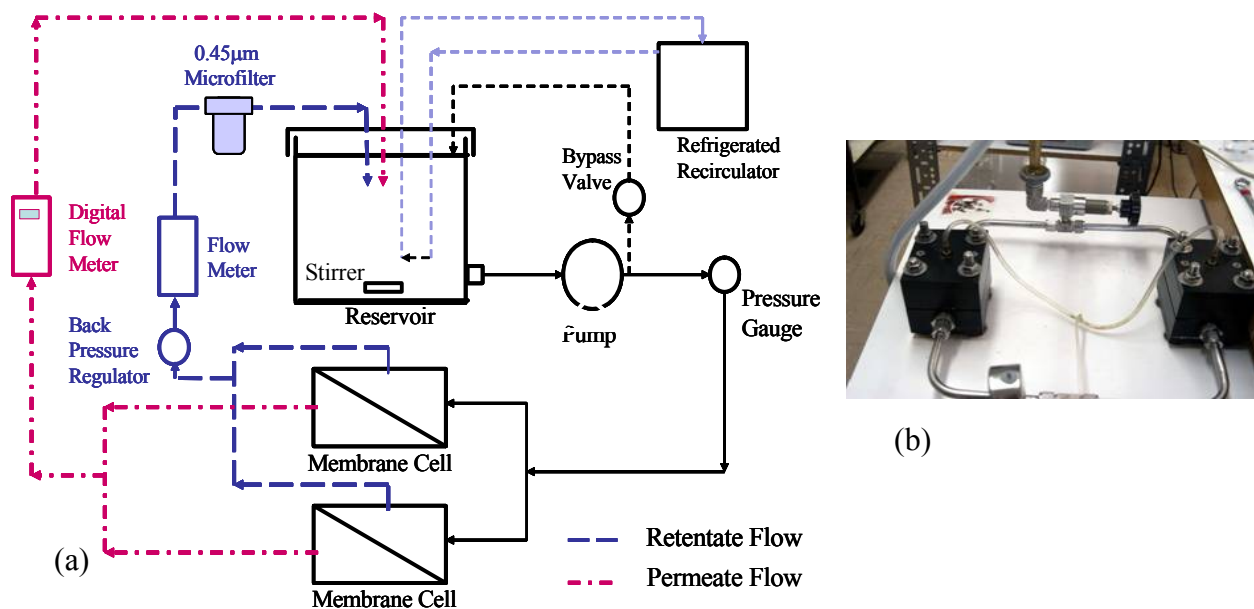 0.45μm
Microfilter
Refrigerated
Recirculator
Bypass
Valve
Digital
Flow
Meter
Flow
Meter
Stirrer
Reservoir
Pump
Pressure
Gauge
Back
Pressure
Regulator
Membrane Cell
Membrane Cell
(a)
Retentate Flow
Permeate Flow
(b)